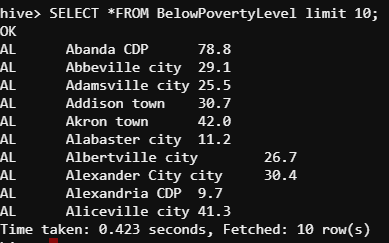 hive> SELECT *FROM BelowPovertyLevel limit 10;
OK
AL	Abanda CDP	78.8
AL	Abbeville city	29.1
AL	Adamsville city	25.5
AL	Addison town	30.7
AL	Akron town	42.0
AL	Alabaster city	11.2
AL	Albertville city	26.7
AL	Alexander City city	30.4
AL	Alexandria CDP	9.7
AL	Aliceville city	41.3
Time taken: 0.423 seconds, Fetched: 10 row(s)